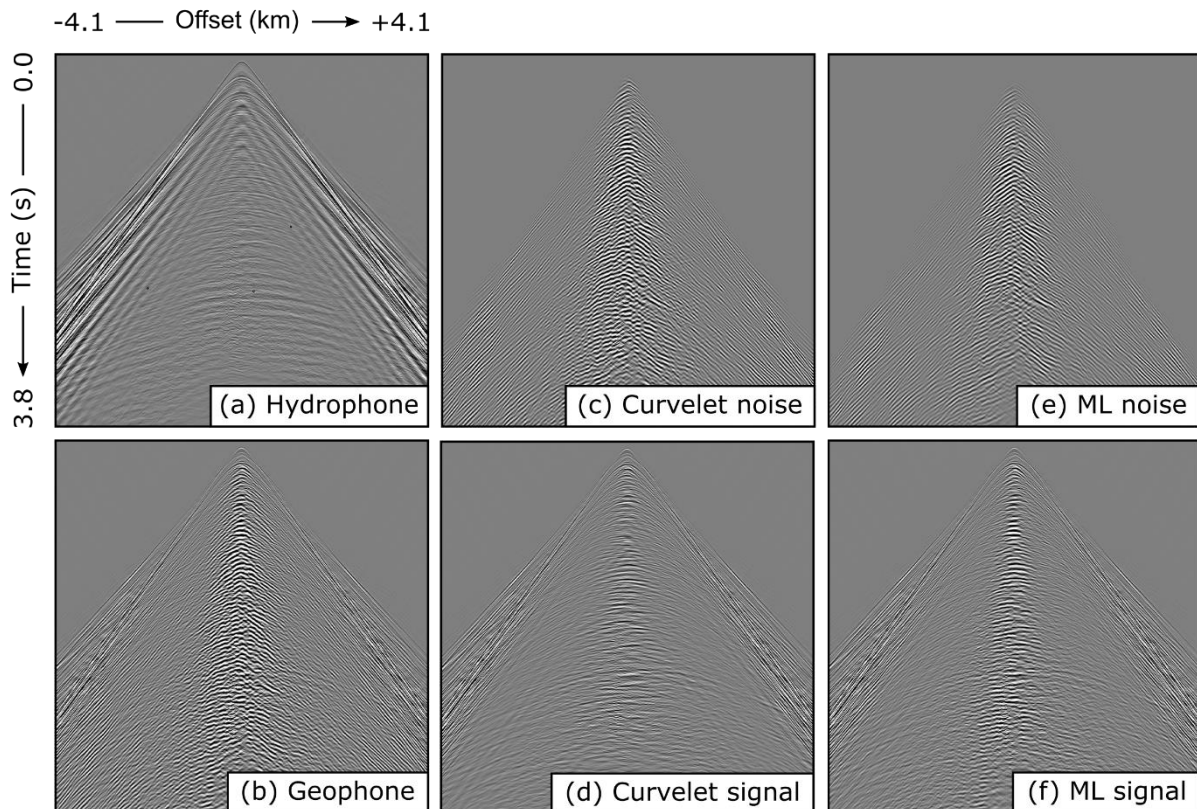 -4.1 Offset (km) +4.1
0.0
Time (s)
3.8
(a) Hydrophone
(c) Curvelet noise
(e) ML noise
(b) Geophone
(d) Curvelet signal
(f) ML signal